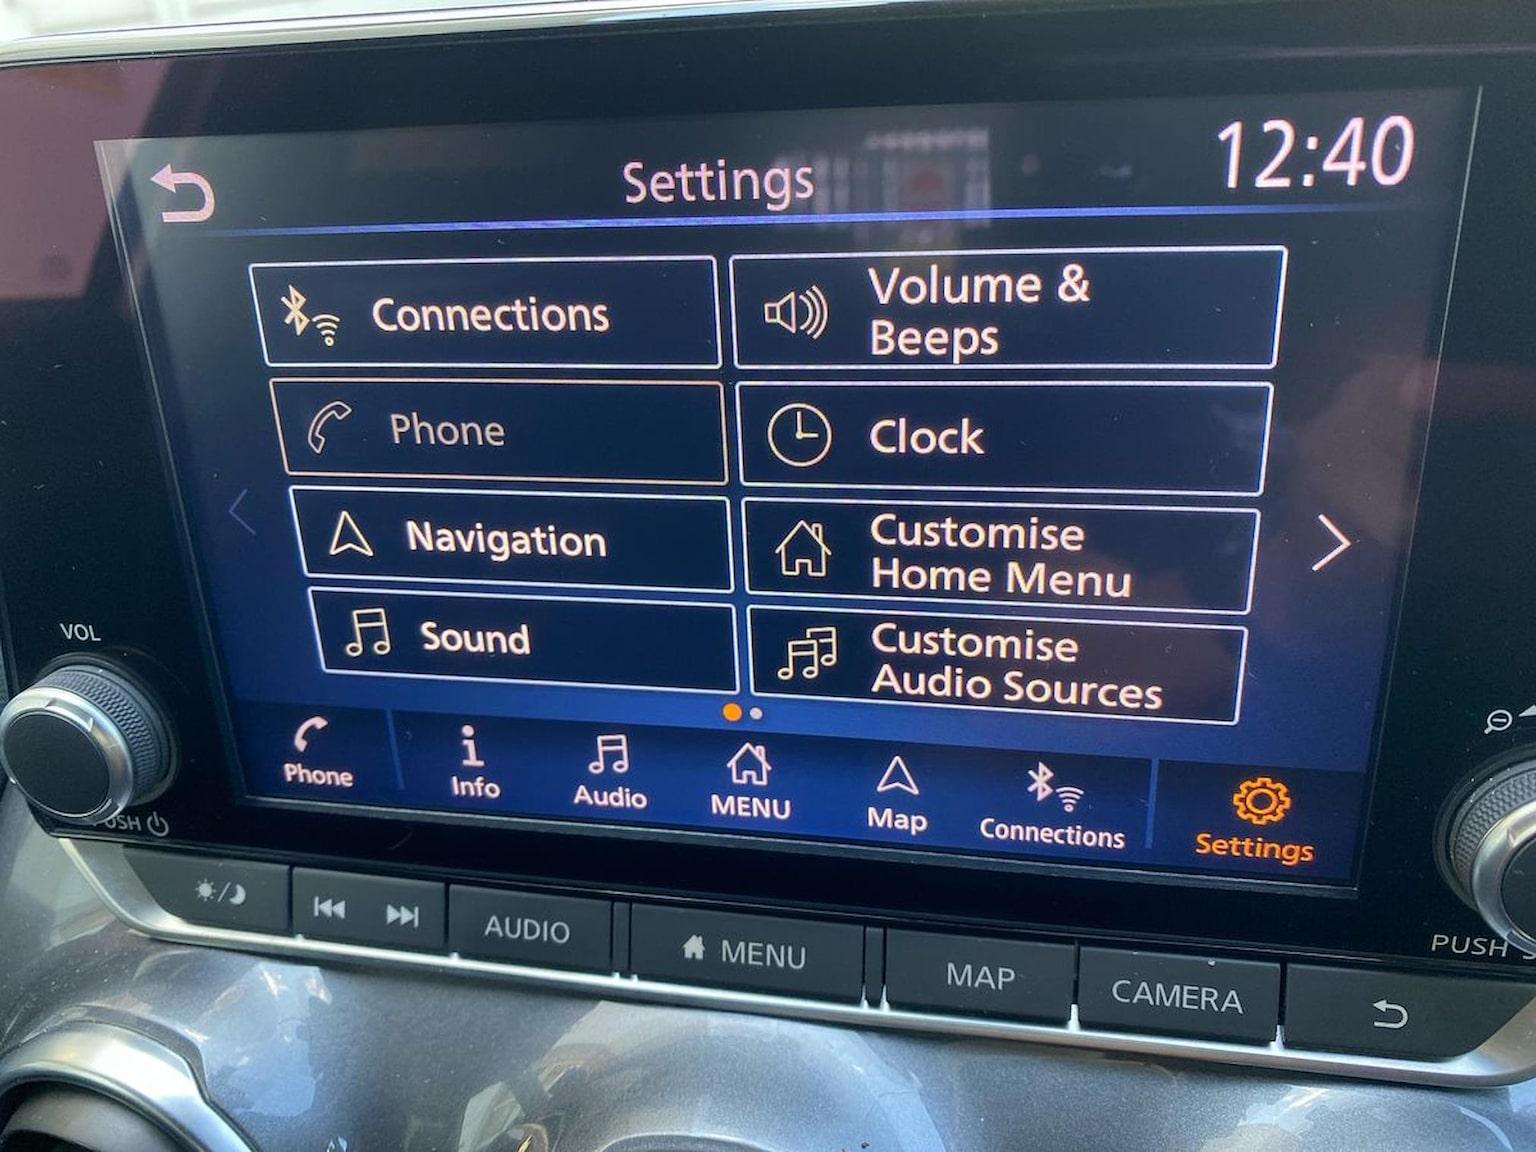 Settings
12:40
Connections
Volume &
Beeps
Phone
Clock
Navigation
Customise
Home Menu
Sound
Customise
Audio Sources
VOL
Phone
Info
Audio
MENU
Map
Connections
Settings
AUDIO
MENU
MAP
CAMERA
PUSH